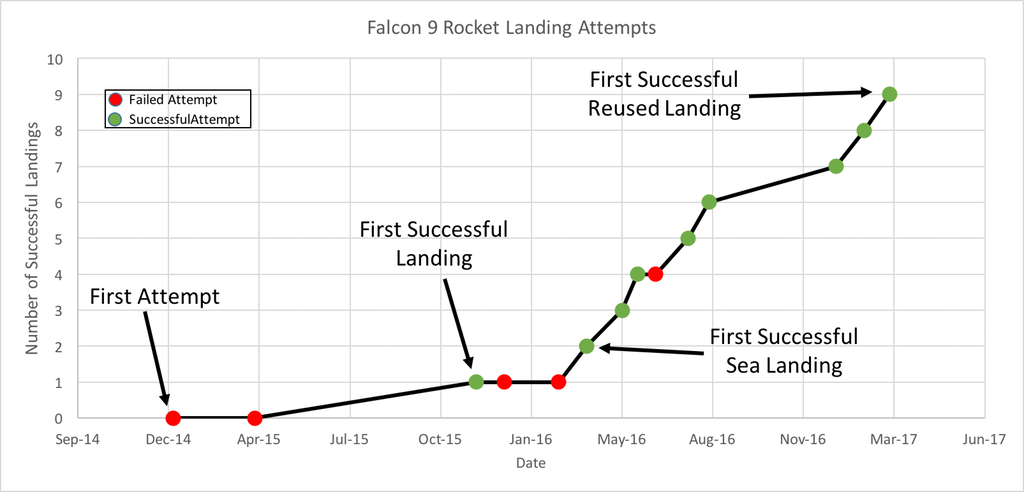 Falcon 9 Rocket Landing Attempts
10
9
8
7
6
5
4
3
2
1
0
Number of Successful Landings
Failed Attempt
SuccessfulAttempt
First Successful
Reused Landing
First Successful
Landing
First Attempt
First Successful
Sea Landing
Sep-14 Dec-14 Apr-15 Jul-15 Oct-15 Jan-16 May-16 Aug-16 Nov-16 Mar-17 Jun-17
Date